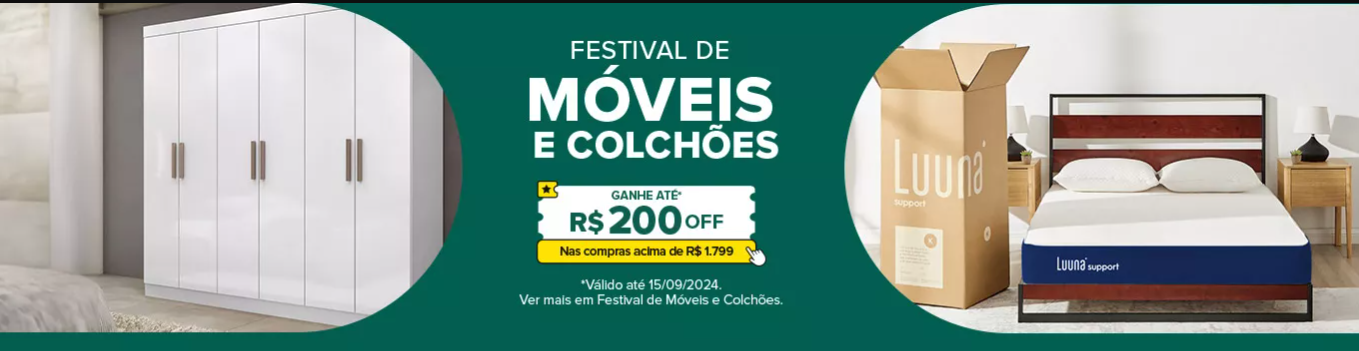 FESTIVAL DE
MÓVEIS
E COLCHÕES
GANHE ATÉ*
R$ 200 OFF
Nas compras acima de R$ 1.799
*Válido até 15/09/2024.
Ver mais em Festival de Móveis e Colchões.
Luuna
support
Luuna support